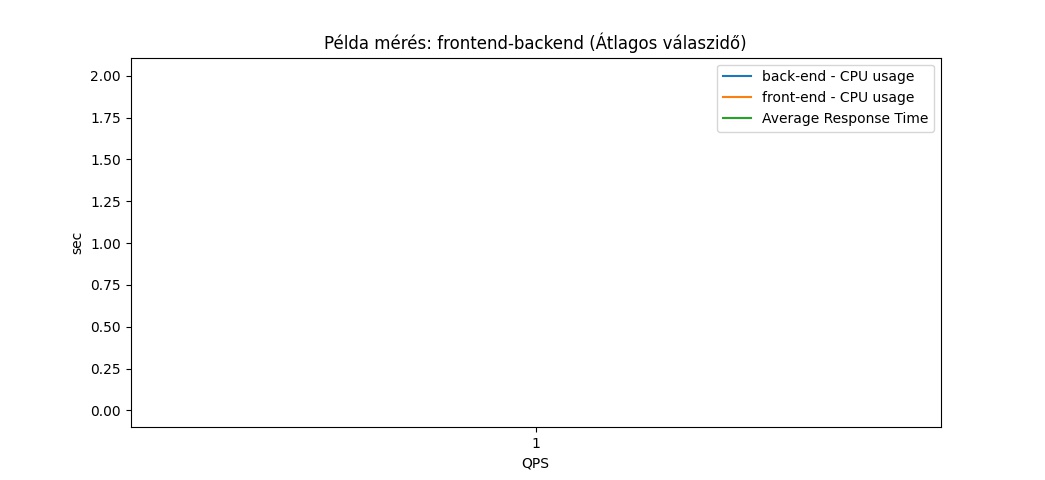 Példa mérés: frontend-backend (Átlagos válaszidő)
back-end - CPU usage
front-end - CPU usage
Average Response Time
2.00
1.75
1.50
1.25
1.00
0.75
0.50
0.25
0.00
sec
1
QPS